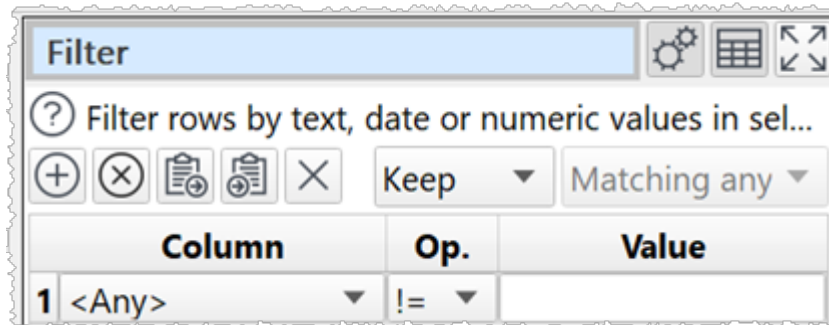 Filter
Filter rows by text, date or numeric values in sel...
Keep Matching any
Column Op. Value
1 <Any> !=